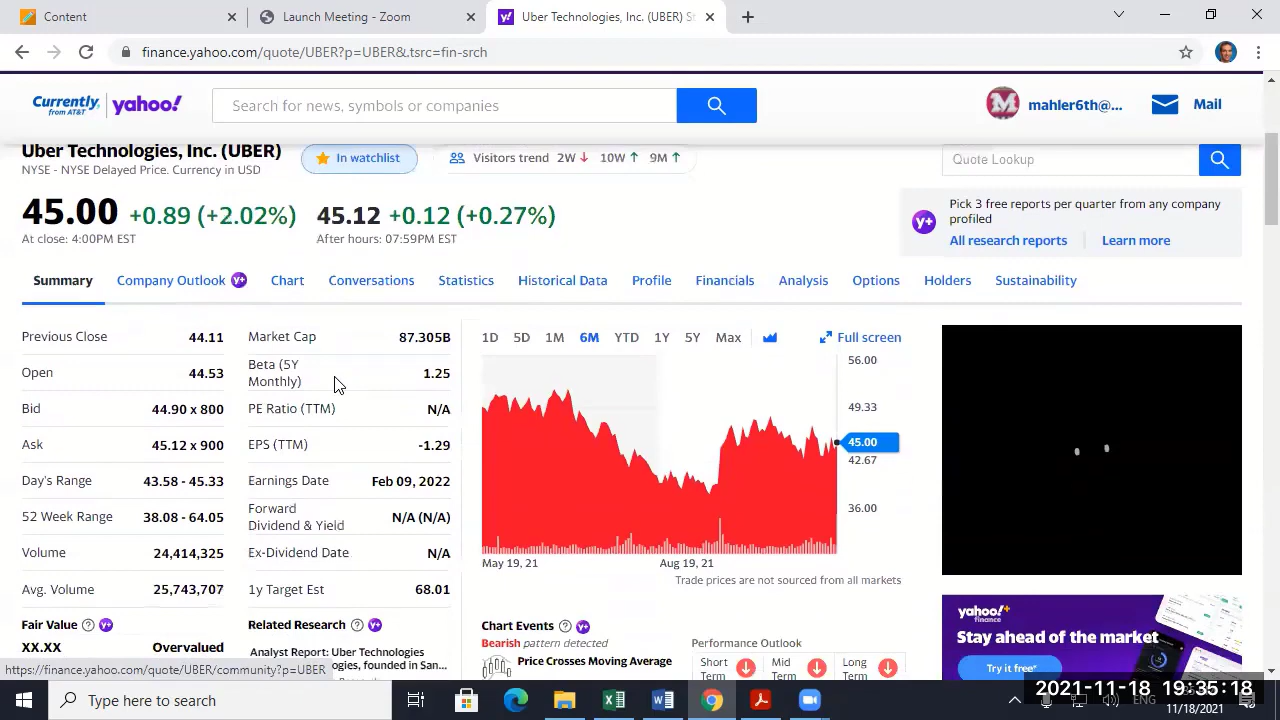 Content
Launch Meeting - Zoom
Uber Technologies, Inc. (UBER) S
finance.yahoo.com/quote/UBER?p=UBER&.tsrc=fin-srch
Currently, from AT&T
yahoo!
Search for news, symbols or companies
M
mahler6th@...
Mail
Uber Technologies, Inc. (UBER)
In watchlist
Visitors trend 2W 10W 9M
Quote Lookup
NYSE - NYSE Delayed Price. Currency in USD
45.00 +0.89 (+2.02%) 45.12 +0.12 (+0.27%)
At close: 4:00PM EST After hours: 07:59PM EST
y+
Pick 3 free reports per quarter from any company
profiled
All research reports Learn more
Summary Company Outlook y+ Chart Conversations Statistics Historical Data Profile Financials Analysis Options Holders Sustainability
Previous Close 44.11
Open 44.53
Bid 44.90 x 800
Ask 45.12 x 900
Day's Range 43.58 - 45.33
52 Week Range 38.08 - 64.05
Volume 24,414,325
Avg. Volume 25,743,707
Fair Value y+
XX.XX Overvalued
Market Cap 87.305B
Beta (5Y
Monthly) 1.25
PE Ratio (TTM) N/A
EPS (TTM) -1.29
Earnings Date Feb 09, 2022
Forward
Dividend & Yield N/A (N/A)
Ex-Dividend Date N/A
1y Target Est 68.01
Related Research y+
Analyst Report: Uber Technologies
ogies, founded in San...
1D 5D 1M 6M YTD 1Y 5Y Max Full screen
56.00
49.33
45.00
42.67
36.00
May 19, 21 Aug 19, 21
Trade prices are not sourced from all markets
Chart Events y+
Bearish pattern detected
Price Crosses Moving Average
Performance Outlook
Short
Term
Mid
Term
Long
Term
yahoo!+
finance
Stay ahead of the market
Try it free*
https://finance.yahoo.com/quote/UBER/community?p=UBER
Type here to search
2021-11-18 19:35:18
ENG
11/18/2021